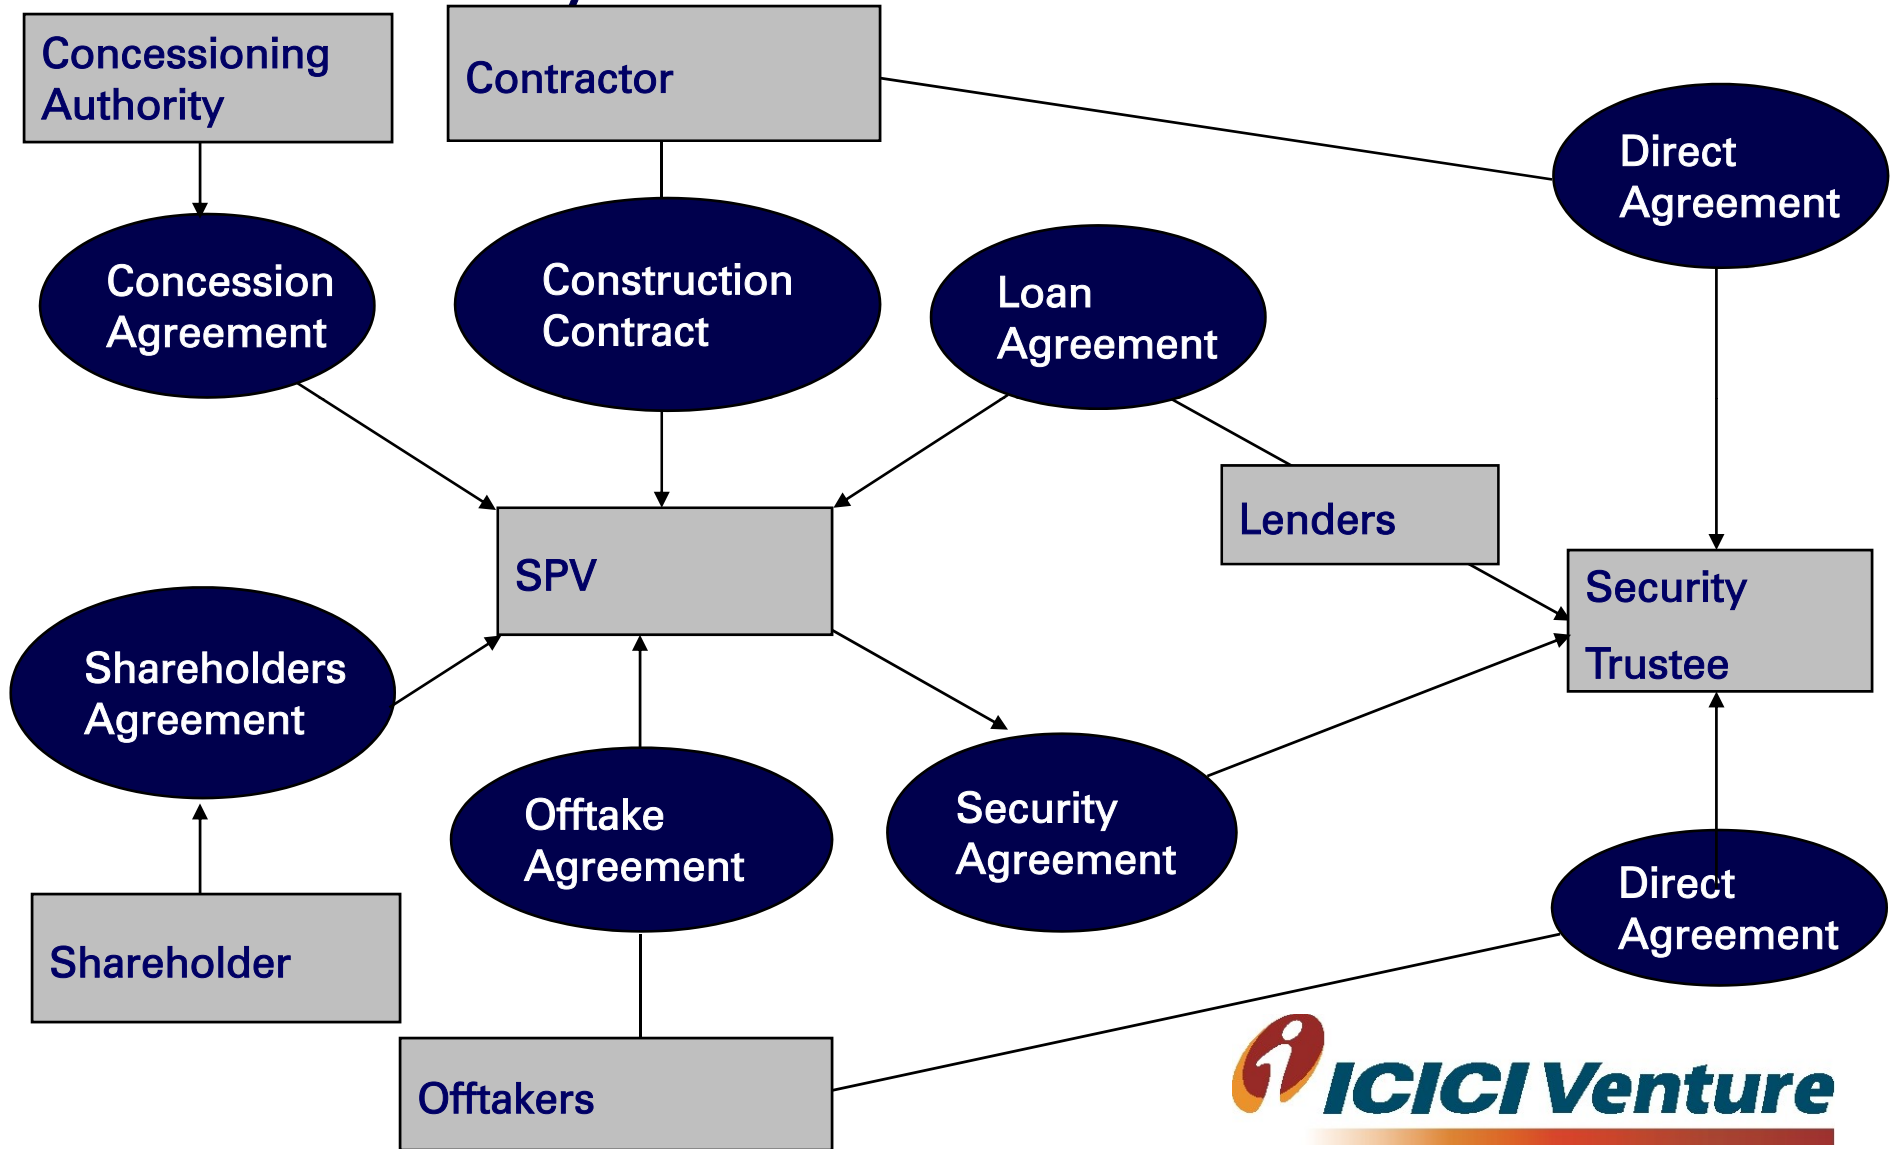 Concessioning
Authority
Contractor
Direct
Agreement
Concession
Agreement
Construction
Contract
Loan
Agreement
Lenders
SPV
Security
Trustee
Shareholders
Agreement
Offtake
Agreement
Security
Agreement
Direct
Agreement
Shareholder
Offtakers
i ICICI Venture